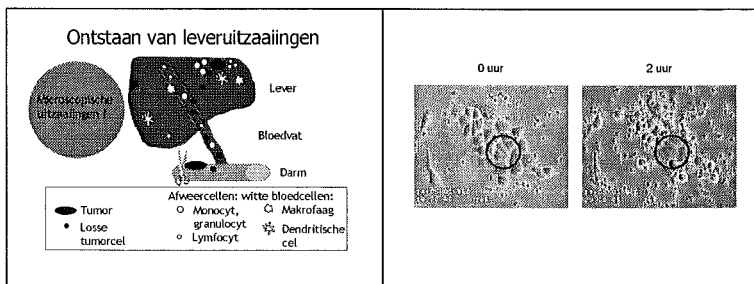 Ontstaan van leveruitzaaiingen
Microscopische
uitzaaiingen !
Lever
Bloedvat
Darm
Afweercellen: witte bloedcellen:
Tumor
Losse
tumorcel
Monocyt,
granulocyt
Lymfocyt
Makrofaag
Dendritische
cel
0 uur
2 uur